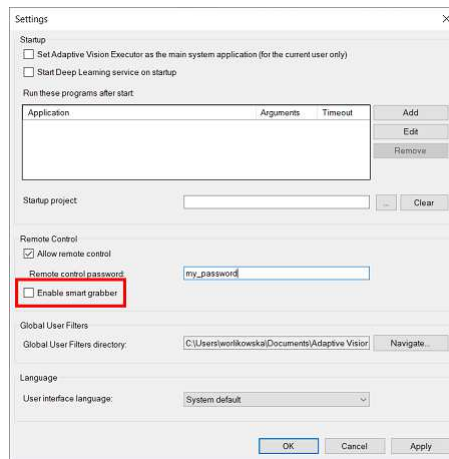 Settings
Startup
Set Adaptive Vision Executor as the main system application (for the current user only)
Start Deep Learning service on startup
Run these programs after start:
Application Arguments Timeout
Add
Edit
Remove
Startup project:
... Clear
Remote Control
Allow remote control
Remote control password: my_password
Enable smart grabber
Global User Filters
Global User Filters directory: C:\Users\worlikowska\Documents\Adaptive Vision Navigate...
Language
User interface language: System default
OK Cancel Apply